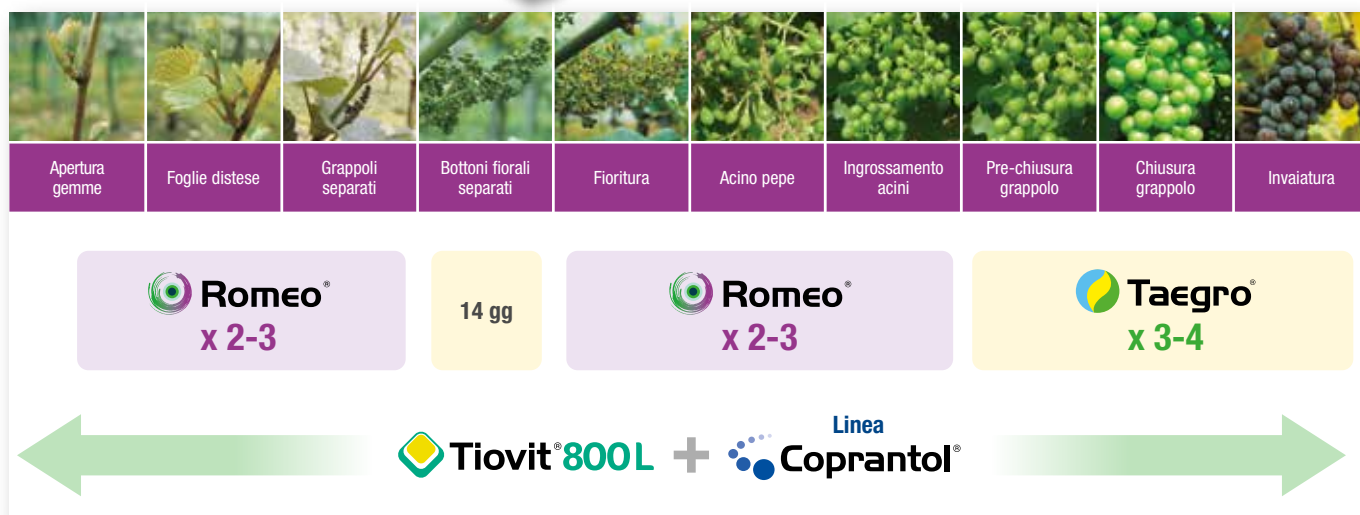 Apertura
gemme
Foglie distese
Grappoli
separati
Bottoni fiorali
separati
Fioritura
Acino pepe
Ingrossamento
acini
Pre-chiusura
grappolo
Chiusura
grappolo
Invaiatura
Romeo®
x 2-3
14 gg
Romeo®
x 2-3
Taegro®
x 3-4
Tiovit®800L + Linea
Coprantol®